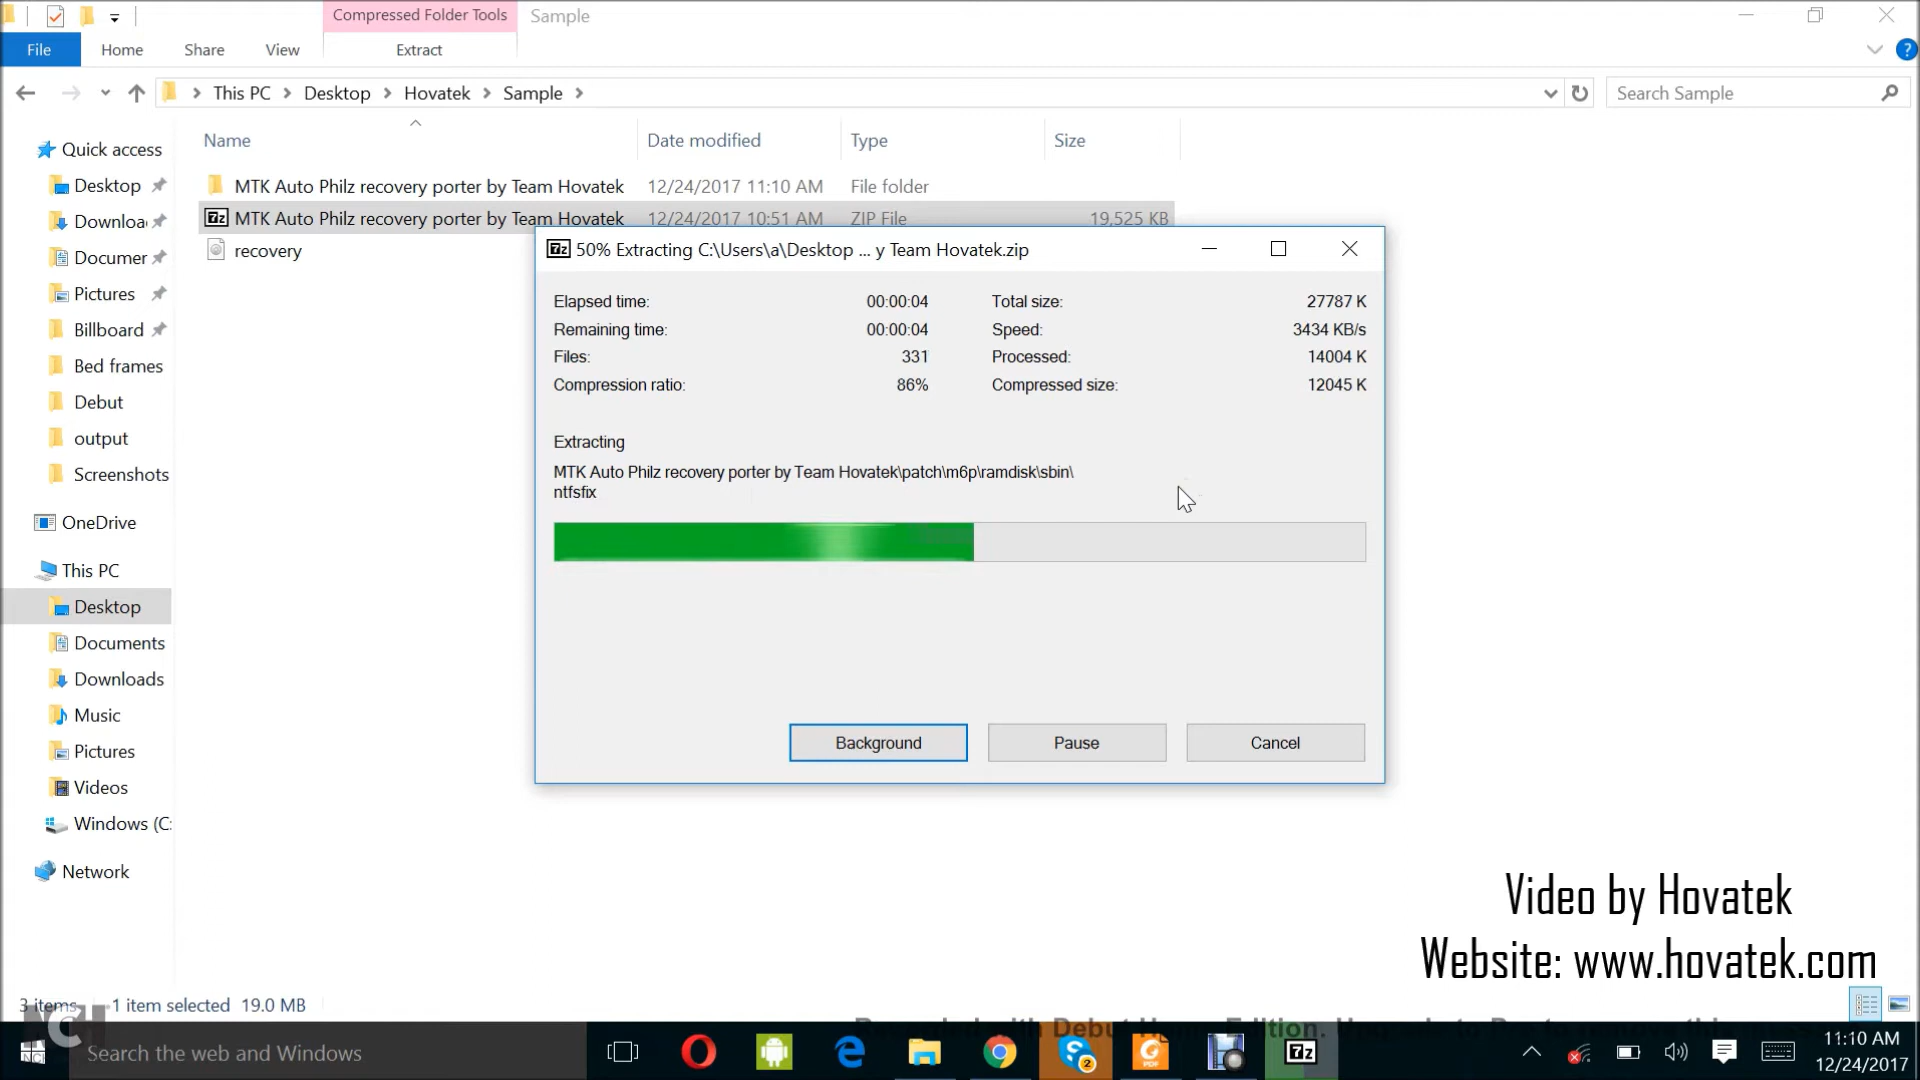 Compressed Folder Tools
Sample
File
Home
Share
View
Extract
This PC
Desktop
Hovatek
Sample
Search Sample
Name
Date modified
Type
Size
MTK Auto Philz recovery porter by Team Hovatek
12/24/2017 11:10 AM
File folder
MTK Auto Philz recovery porter by Team Hovatek
12/24/2017 10:51 AM
ZIP File
19,525 KB
recovery
Quick access
Desktop
Downloa
Documer
Pictures
Billboard
Bed frames
Debut
output
Screenshots
OneDrive
This PC
Desktop
Documents
Downloads
Music
Pictures
Videos
Windows (C:
Network
50% Extracting C:\Users\a\Desktop ... y Team Hovatek.zip
Elapsed time: 00:00:04
Total size: 27787 K
Remaining time: 00:00:04
Speed: 3434 KB/s
Files: 331
Processed: 14004 K
Compression ratio: 86%
Compressed size: 12045 K
Extracting
MTK Auto Philz recovery porter by Team Hovatek\patch\m6p\ramdisk\sbin\
ntfsfix
Background
Pause
Cancel
Video by Hovatek
Website: www.hovatek.com
3 items
1 item selected 19.0 MB
Search the web and Windows
2
11:10 AM
12/24/2017